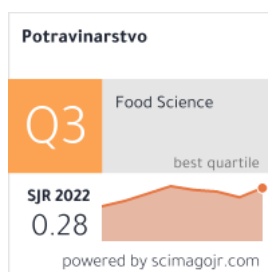 Potravinarstvo
Q3
Food Science
best quartile
SJR 2022
0.28
powered by scimagojr.com